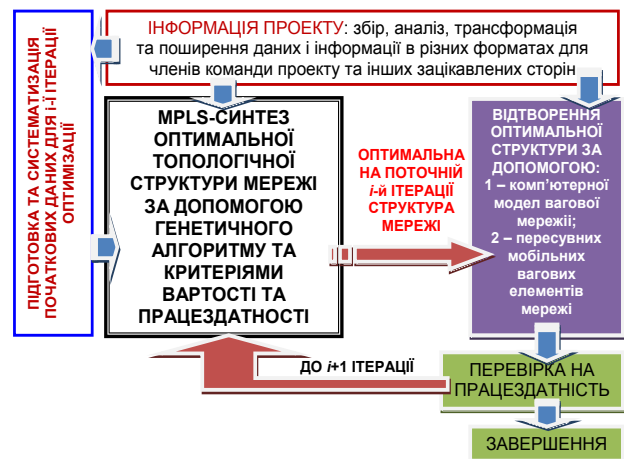 ІНФОРМАЦІЯ ПРОЕКТУ: збір, аналіз, трансформація
та поширення даних і інформації в різних форматах для
членів команди проекту та інших зацікавлених сторін
ПІДГОТОВКА ТА СИСТЕМАТИЗАЦІЯ
ПОЧАТКОВИХ ДАНИХ ДЛЯ і-Ї ІТЕРАЦІЇ
ОПТИМІЗАЦІЇ
MPLS-СИНТЕЗ
ОПТИМАЛЬНОЇ
ТОПОЛОГІЧНОЇ
СТРУКТУРИ МЕРЕЖІ
ЗА ДОПОМОГОЮ
ГЕНЕТИЧНОГО
АЛГОРИТМУ ТА
КРИТЕРІЯМИ
ВАРТОСТІ ТА
ПРАЦЕЗДАТНОСТІ
ОПТИМАЛЬНА
НА ПОТОЧНІЙ
і-й ІТЕРАЦІЇ
СТРУКТУРА
МЕРЕЖІ
ВІДТВОРЕННЯ
ОПТИМАЛЬНОЇ
СТРУКТУРИ ЗА
ДОПОМОГОЮ:
1 – комп’ютерної
модел вагової
мережіі;
2 – пересувних
мобільних
вагових
елементів
мережі
ДО і+1 ІТЕРАЦІЇ
ПЕРЕВІРКА НА
ПРАЦЕЗДАТНІСТЬ
ЗАВЕРШЕННЯ